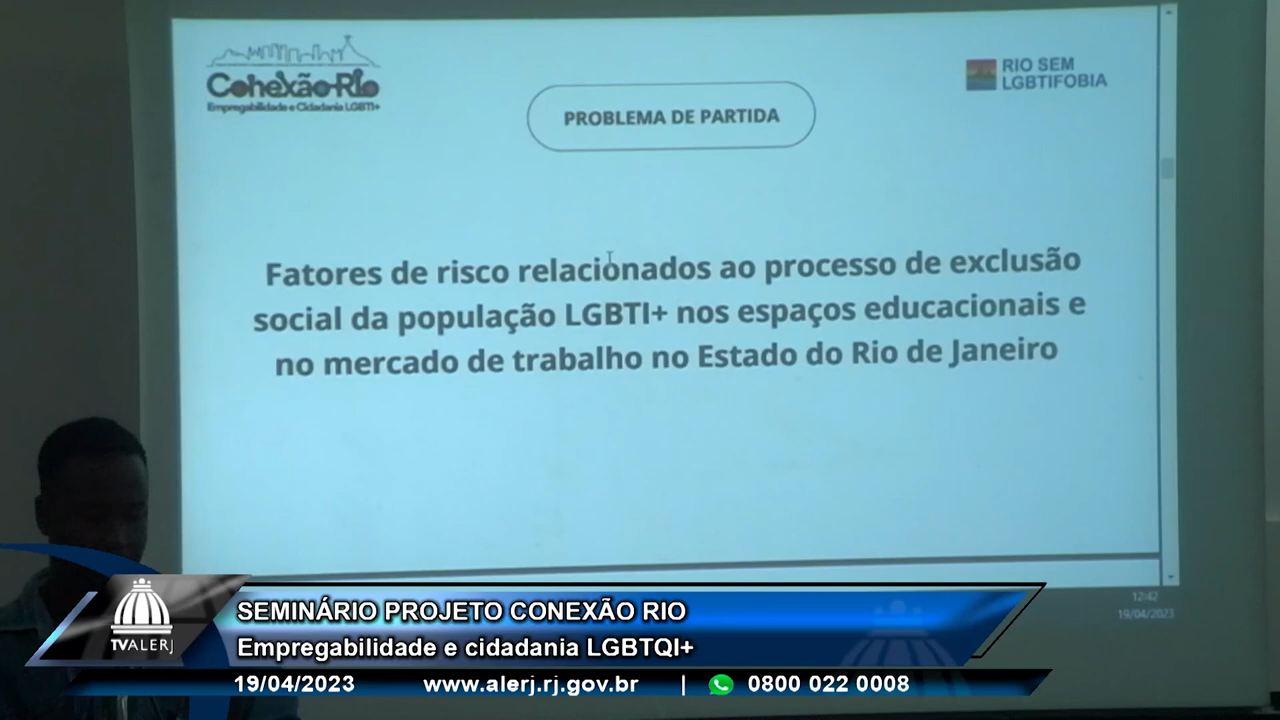 Conexão Rio
Empregabilidade e Cidadania LGBTI+
RIO SEM
LGBTIFOBIA
PROBLEMA DE PARTIDA
Fatores de risco relacionados ao processo de exclusão
social da população LGBTI+ nos espaços educacionais e
no mercado de trabalho no Estado do Rio de Janeiro
12:42
19/04/2023
TVALERJ
SEMINÁRIO PROJETO CONEXÃO RIO
Empregabilidade e cidadania LGBTQI+
19/04/2023 www.alerj.rj.gov.br | 0800 022 0008